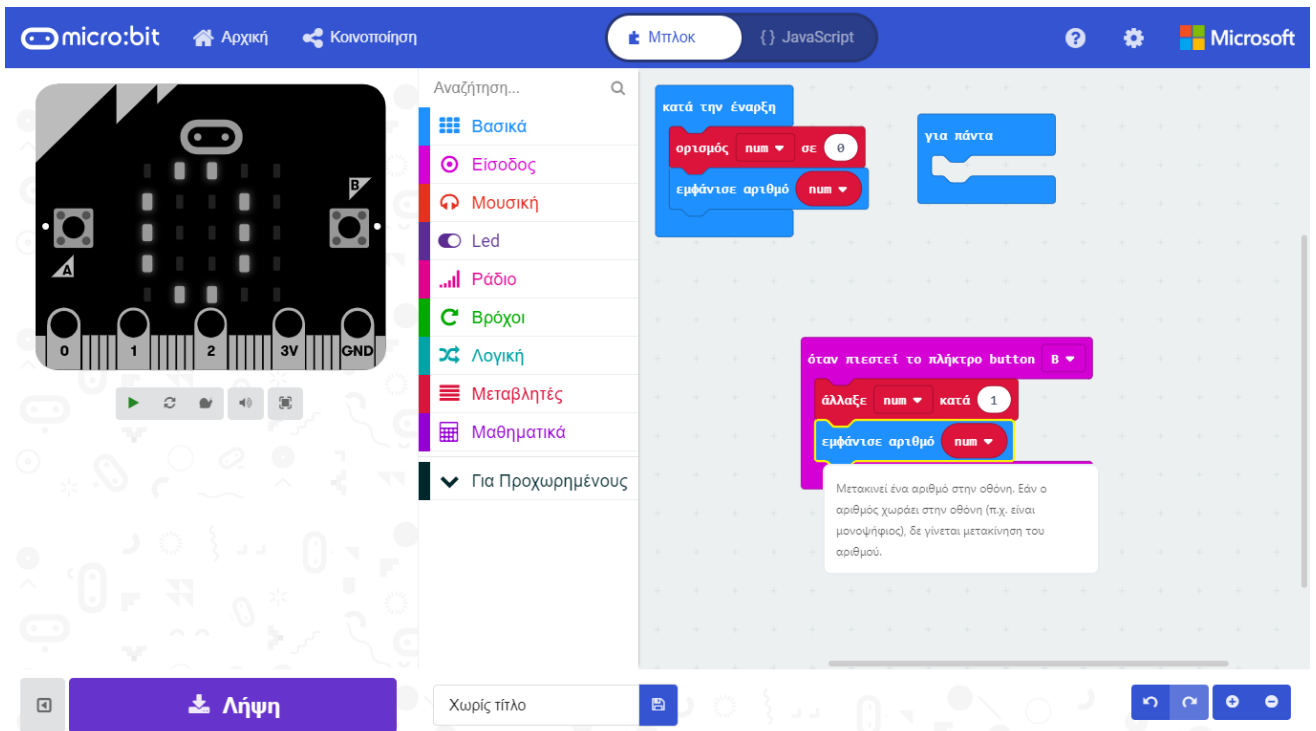 micro:bit Αρχική Κοινοποίηση Μπλοκ {} JavaScript ? Microsoft
A
B
0 1 2 3V GND
Αναζήτηση...
Βασικά
Είσοδος
Μουσική
Led
Ράδιο
Βρόχοι
Λογική
Μεταβλητές
Μαθηματικά
Για Προχωρημένους
κατά την έναρξη
ορισμός num σε 0
εμφάνισε αριθμό num
για πάντα
όταν πιεστεί το πλήκτρο button B
άλλαξε num κατά 1
εμφάνισε αριθμό num
Μετακινεί ένα αριθμό στην οθόνη. Εάν ο
αριθμός χωράει στην οθόνη (π.χ. είναι
μονοψήφιος), δε γίνεται μετακίνηση του
αριθμού.
Λήψη
Χωρίς τίτλο